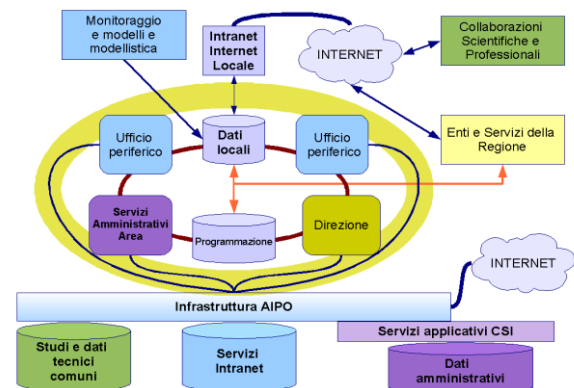 Monitoraggio
e modelli e
modellistica
Intranet
Internet
Locale
INTERNET
Collaborazioni
Scientifiche e
Professionali
Ufficio
periferico
Dati
locali
Ufficio
periferico
Enti e Servizi della
Regione
Servizi
Amministrativi
Area
Programmazione
Direzione
INTERNET
Infrastruttura AIPO
Servizi applicativi CSI
Studi e dati
tecnici
comuni
Servizi
Intranet
Dati
amministrativi